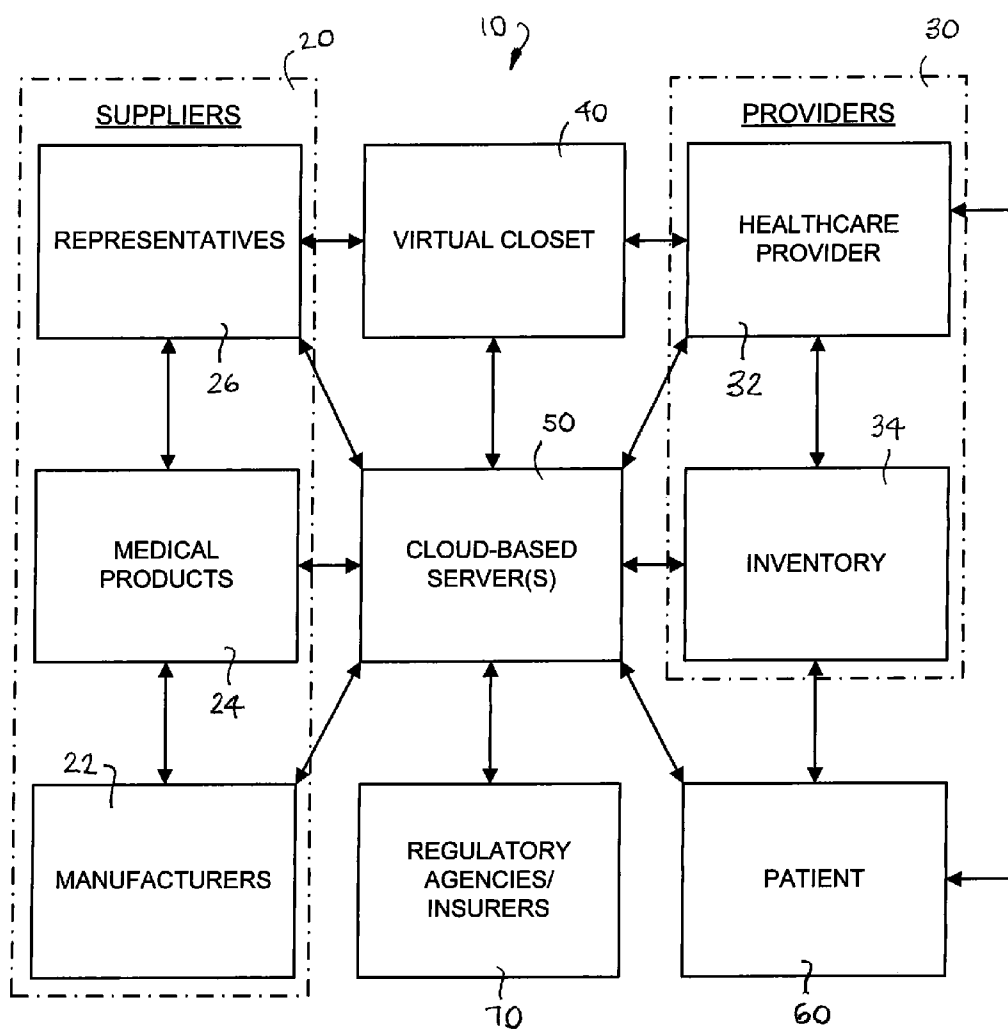 10
20
30
SUPPLIERS
40
PROVIDERS
REPRESENTATIVES
VIRTUAL CLOSET
HEALTHCARE
PROVIDER
26
32
50
34
MEDICAL
PRODUCTS
CLOUD-BASED
SERVER(S)
INVENTORY
24
22
MANUFACTURERS
REGULATORY
AGENCIES/
INSURERS
PATIENT
70
60